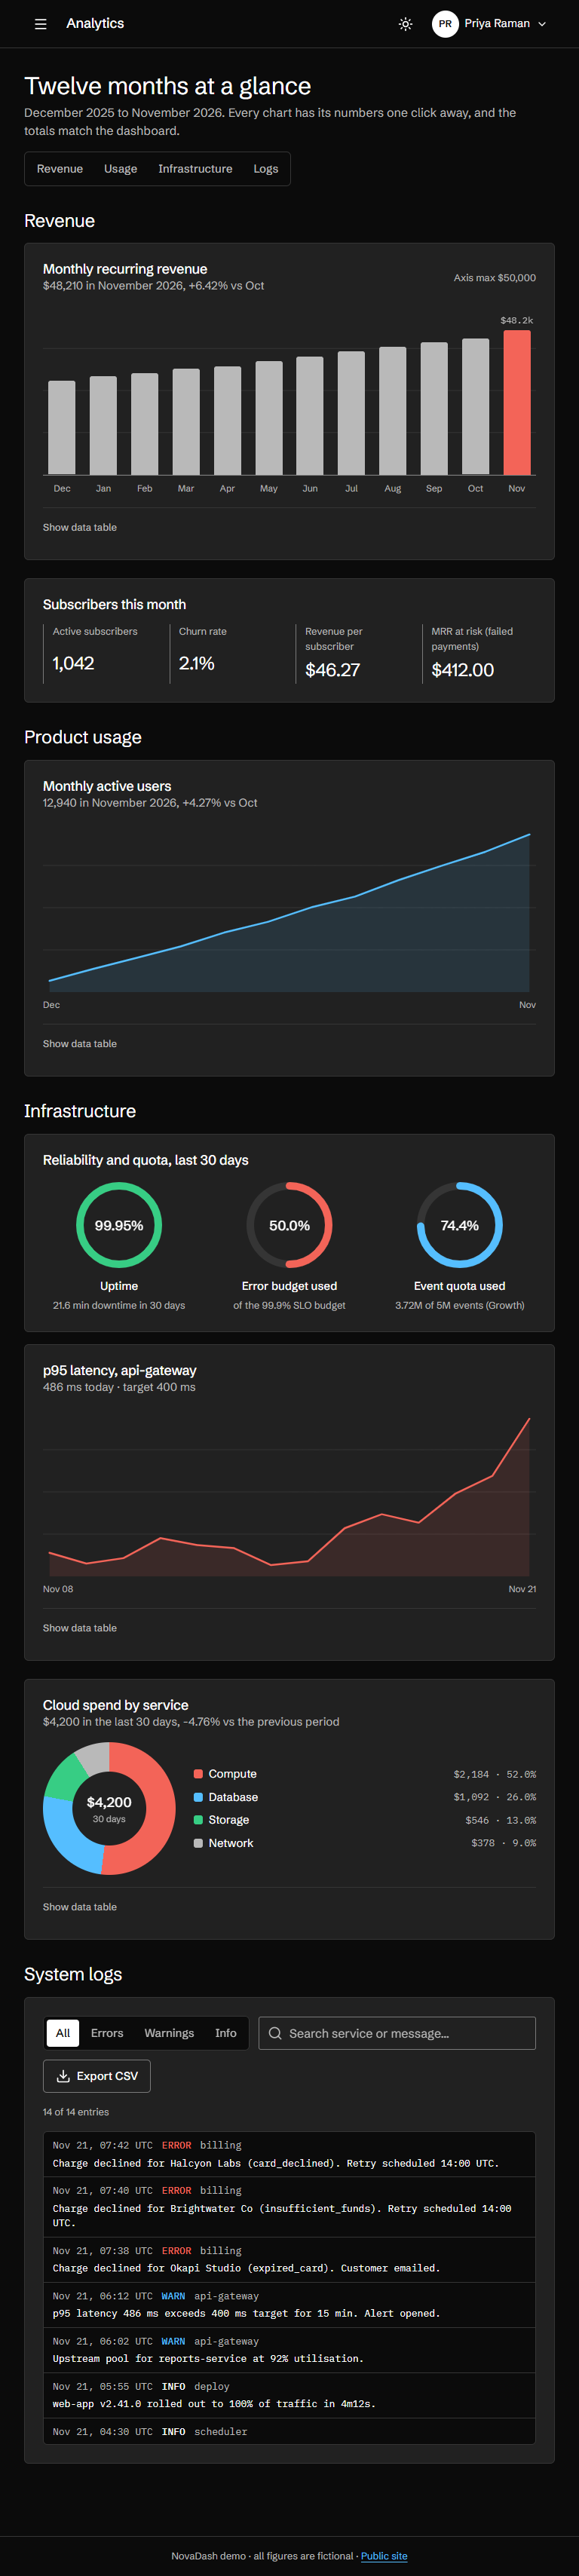 Analytics
PR
Priya Raman
Twelve months at a glance
December 2025 to November 2026. Every chart has its numbers one click away, and the
totals match the dashboard.
Revenue Usage Infrastructure Logs
Revenue
Monthly recurring revenue
$48,210 in November 2026, +6.42% vs Oct
Axis max $50,000
$48.2k
Dec Jan Feb Mar Apr May Jun Jul Aug Sep Oct Nov
Show data table
Subscribers this month
Active subscribers
1,042
Churn rate
2.1%
Revenue per
subscriber
$46.27
MRR at risk (failed
payments)
$412.00
Product usage
Monthly active users
12,940 in November 2026, +4.27% vs Oct
Dec Nov
Show data table
Infrastructure
Reliability and quota, last 30 days
99.95%
Uptime
21.6 min downtime in 30 days
50.0%
Error budget used
of the 99.9% SLO budget
74.4%
Event quota used
3.72M of 5M events (Growth)
p95 latency, api-gateway
486 ms today · target 400 ms
Nov 08 Nov 21
Show data table
Cloud spend by service
$4,200 in the last 30 days, -4.76% vs the previous period
$4,200
30 days
Compute $2,184 · 52.0%
Database $1,092 · 26.0%
Storage $546 · 13.0%
Network $378 · 9.0%
Show data table
System logs
All Errors Warnings Info
Search service or message...
Export CSV
14 of 14 entries
Nov 21, 07:42 UTC ERROR billing
Charge declined for Halcyon Labs (card_declined). Retry scheduled 14:00 UTC.
Nov 21, 07:40 UTC ERROR billing
Charge declined for Brightwater Co (insufficient_funds). Retry scheduled 14:00
UTC.
Nov 21, 07:38 UTC ERROR billing
Charge declined for Okapi Studio (expired_card). Customer emailed.
Nov 21, 06:12 UTC WARN api-gateway
p95 latency 486 ms exceeds 400 ms target for 15 min. Alert opened.
Nov 21, 06:02 UTC WARN api-gateway
Upstream pool for reports-service at 92% utilisation.
Nov 21, 05:55 UTC INFO deploy
web-app v2.41.0 rolled out to 100% of traffic in 4m12s.
Nov 21, 04:30 UTC INFO scheduler
NovaDash demo · all figures are fictional · Public site